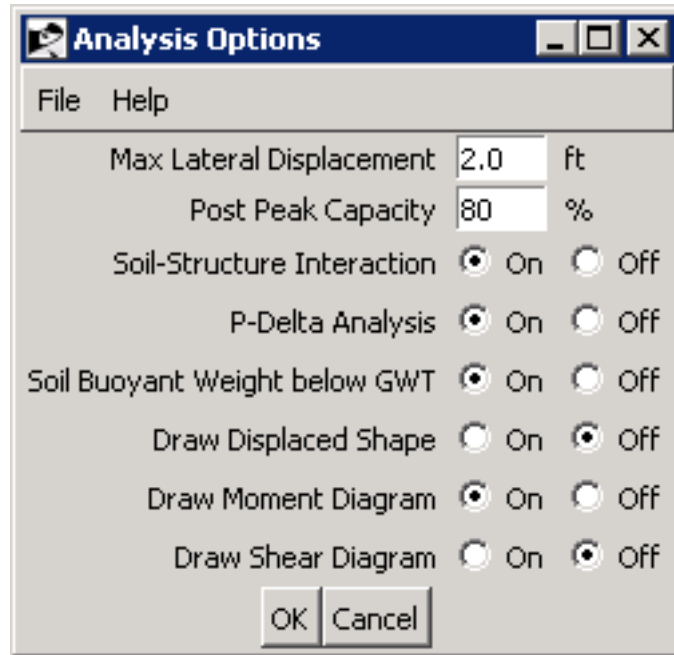 Analysis Options
File Help
Max Lateral Displacement 2.0 ft
Post Peak Capacity 80 %
Soil-Structure Interaction On Off
P-Delta Analysis On Off
Soil Buoyant Weight below GWT On Off
Draw Displaced Shape On Off
Draw Moment Diagram On Off
Draw Shear Diagram On Off
OK Cancel